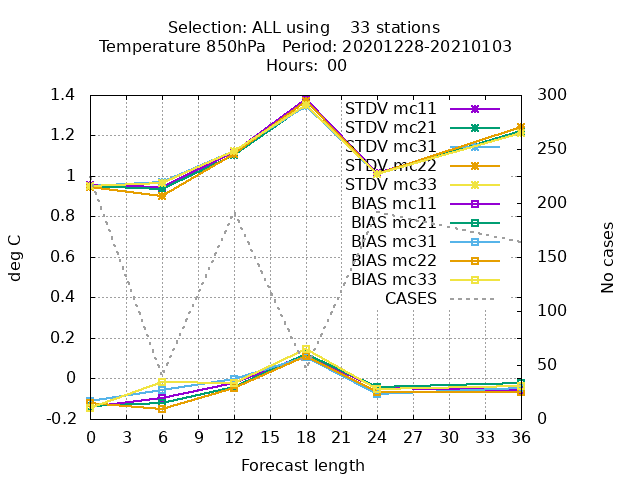 Selection: ALL using 33 stations
Temperature 850hPa Period: 20201228-20210103
Hours: 00
1.4
1.2
1
0.8
0.6
0.4
0.2
0
-0.2
deg C
300
250
200
150
100
50
0
No cases
STDV mc11
STDV mc21
STDV mc31
STDV mc22
STDV mc33
BIAS mc11
BIAS mc21
BIAS mc31
BIAS mc22
BIAS mc33
CASES
0 3 6 9 12 15 18 21 24 27 30 33 36
Forecast length